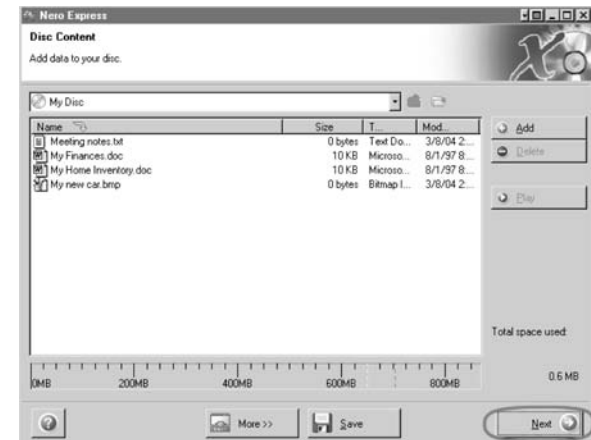 Nero Express
Disc Content
Add data to your disc.
My Disc
Name Size T... Mod...
Meeting notes.txt 0 bytes Text Do... 3/8/04 2:...
My Finances.doc 10 KB Microso... 8/1/97 8:...
My Home Inventory.doc 10 KB Microso... 8/1/97 8:...
My new car.bmp 0 bytes Bitmap I... 3/8/04 2:...
Add
Delete
Play
Total space used:
0MB 200MB 400MB 600MB 800MB 0.6 MB
More >> Save Next